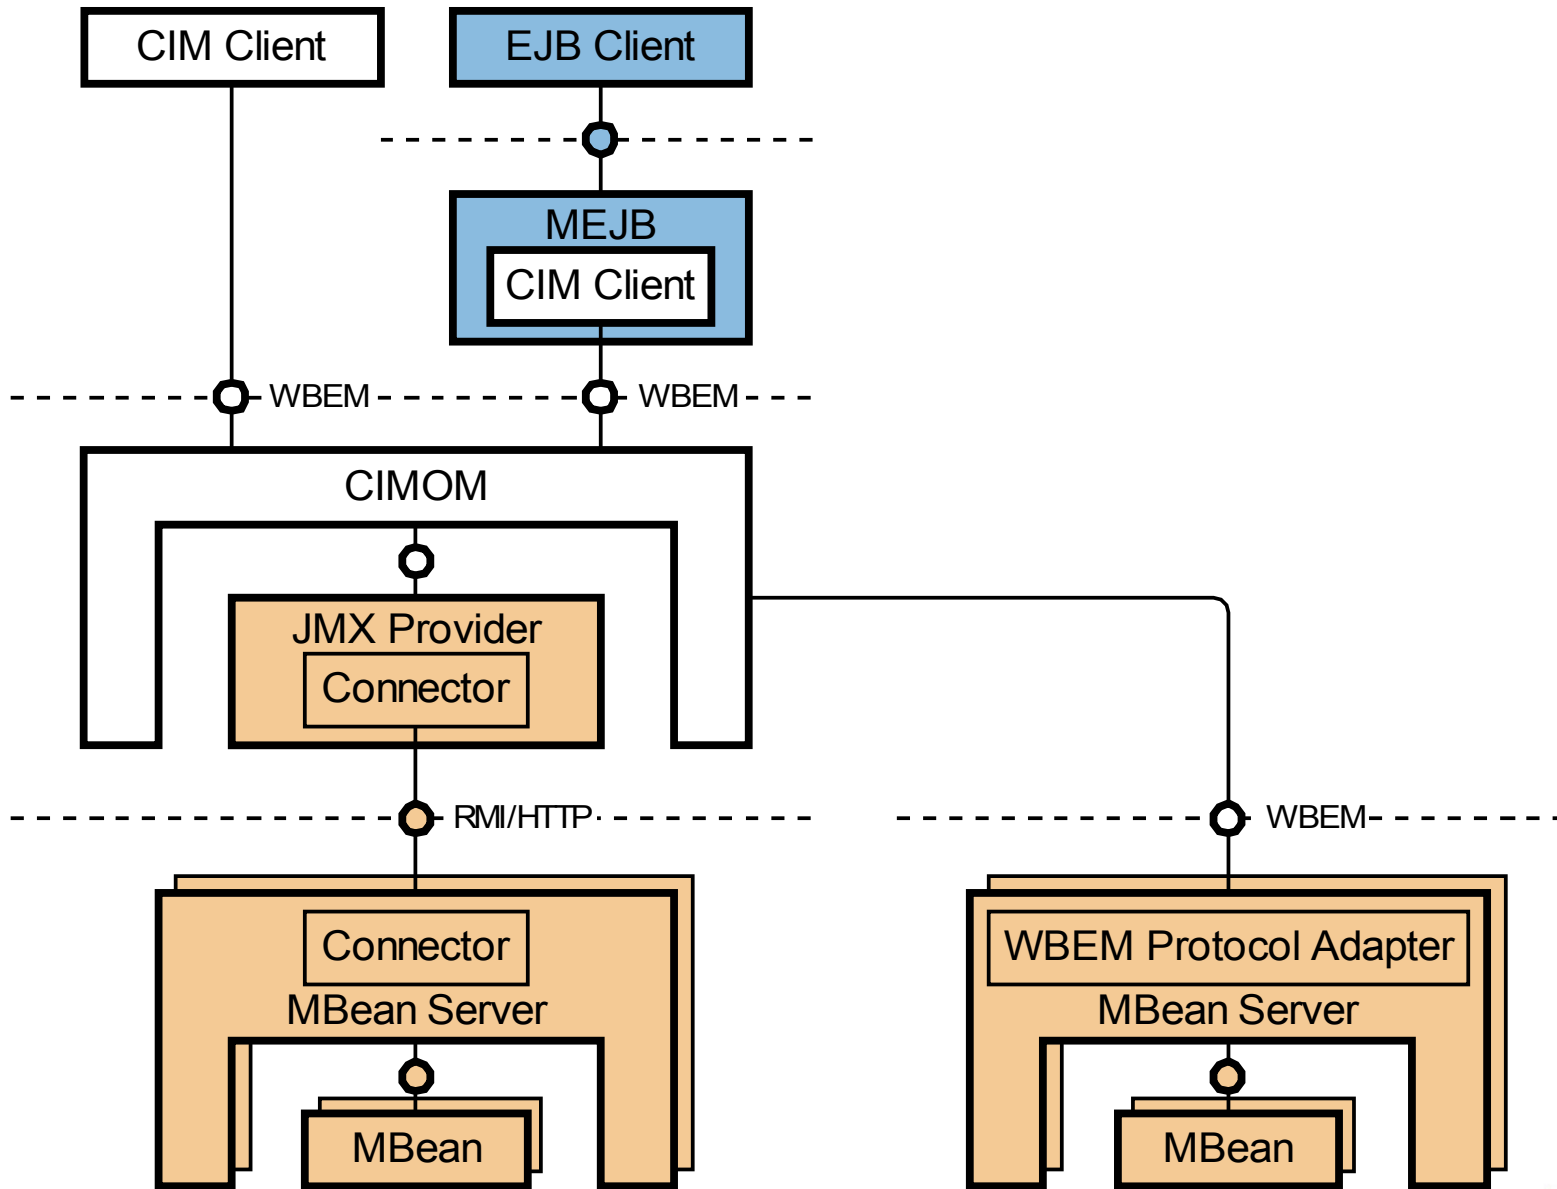 CIM Client
EJB Client
MEJB
CIM Client
WBEM
WBEM
CIMOM
JMX Provider
Connector
RMI/HTTP
WBEM
Connector
MBean Server
MBean
WBEM Protocol Adapter
MBean Server
MBean